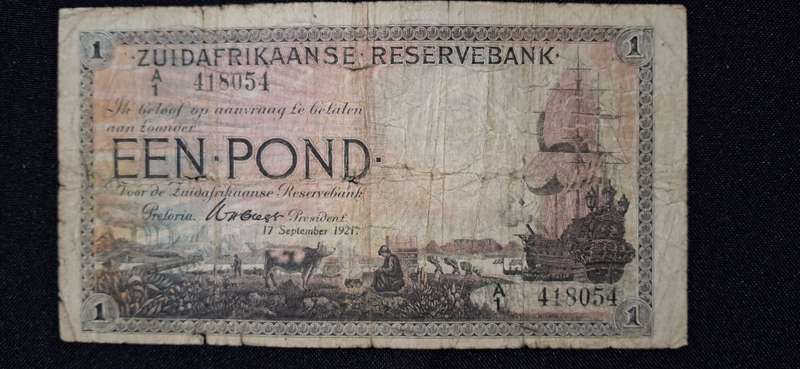 1 1
·ZUIDAFRIKAANSE·RESERVEBANK·
A/1 418054
Ik beloof op aanvraag te betalen
aan toonder
EEN·POND·
Voor de Zuidafrikaanse Reservebank
Pretoria. President.
17 September 1921.
A/1 418054
1 1